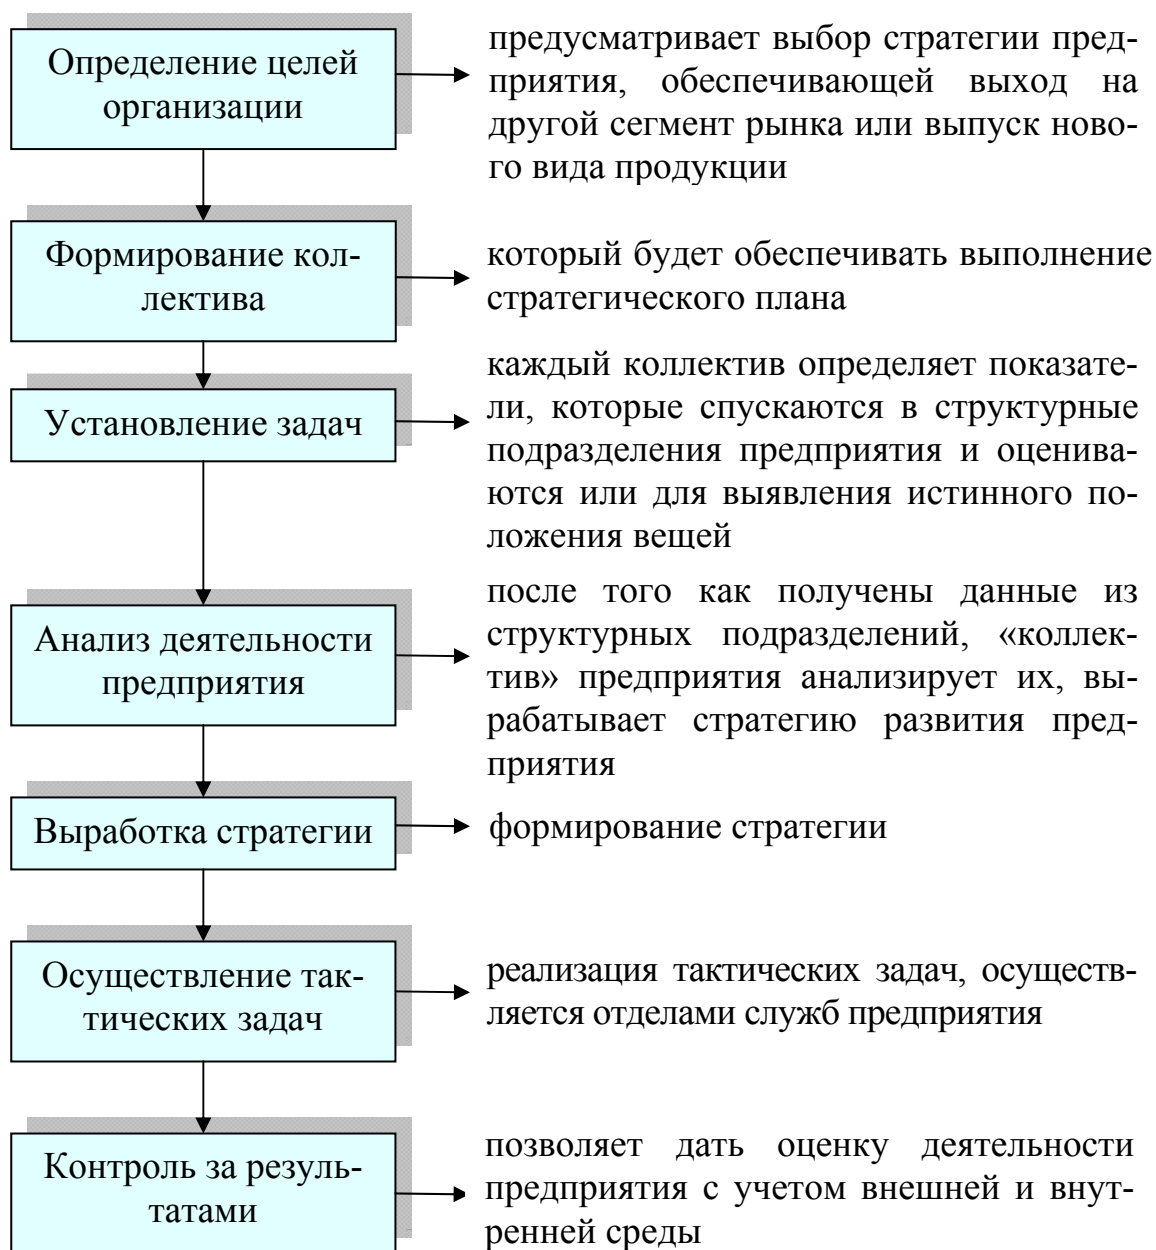 Определение целей
организации
предусматривает выбор стратегии пред-
приятия, обеспечивающей выход на
другой сегмент рынка или выпуск ново-
го вида продукции
Формирование кол-
лектива
который будет обеспечивать выполнение
стратегического плана
Установление задач
каждый коллектив определяет показате-
ли, которые спускаются в структурные
подразделения предприятия и оценива-
ются или для выявления истинного по-
ложения вещей
Анализ деятельности
предприятия
после того как получены данные из
структурных подразделений, «коллек-
тив» предприятия анализирует их, вы-
рабатывает стратегию развития пред-
приятия
Выработка стратегии
формирование стратегии
Осуществление так-
тических задач
реализация тактических задач, осуществ-
ляется отделами служб предприятия
Контроль за резуль-
татами
позволяет дать оценку деятельности
предприятия с учетом внешней и внут-
ренней среды